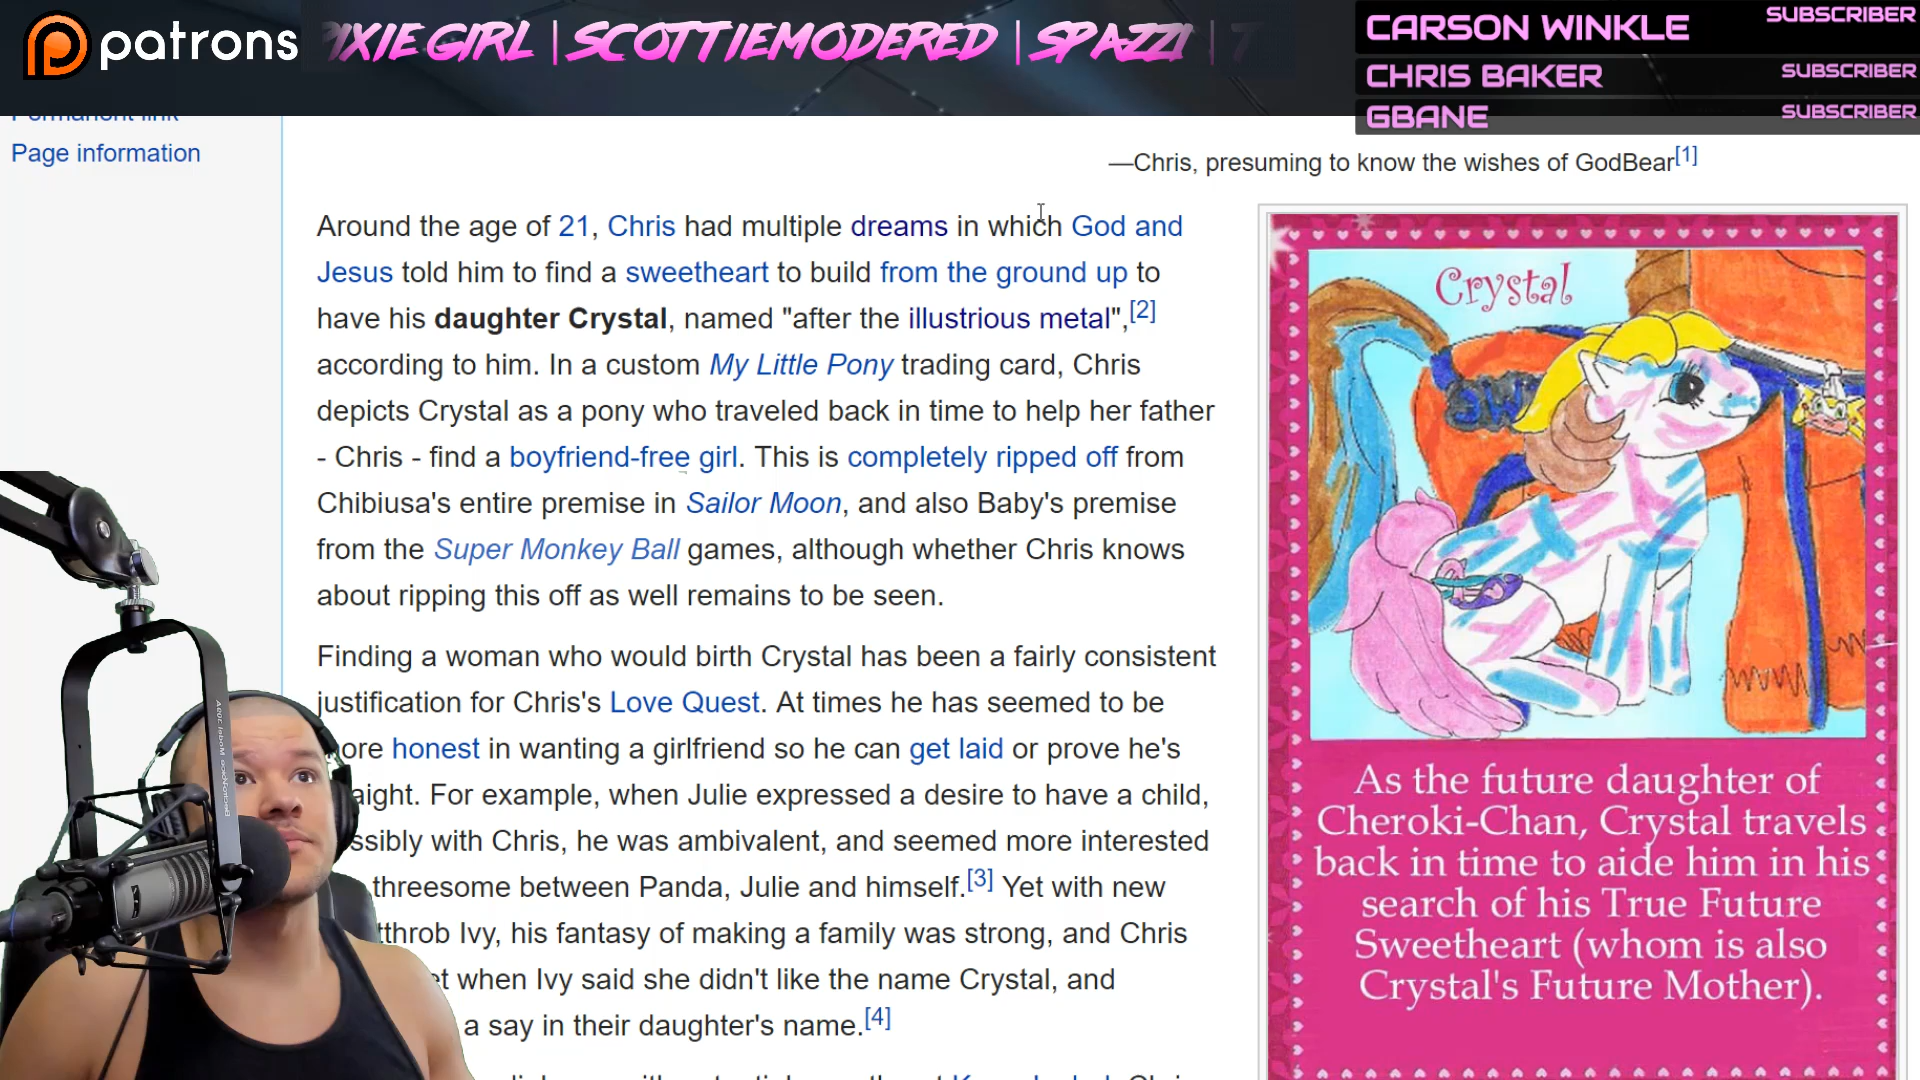 patrons
IXIE GIRL | SCOTTIEMODERED | SPAZZI | T
CARSON WINKLE SUBSCRIBER
CHRIS BAKER SUBSCRIBER
GBANE SUBSCRIBER
Permanent link
Page information
—Chris, presuming to know the wishes of GodBear[1]
Around the age of 21, Chris had multiple dreams in which God and
Jesus told him to find a sweetheart to build from the ground up to
have his daughter Crystal, named "after the illustrious metal",[2]
according to him. In a custom My Little Pony trading card, Chris
depicts Crystal as a pony who traveled back in time to help her father
- Chris - find a boyfriend-free girl. This is completely ripped off from
Chibiusa's entire premise in Sailor Moon, and also Baby's premise
from the Super Monkey Ball games, although whether Chris knows
about ripping this off as well remains to be seen.
Finding a woman who would birth Crystal has been a fairly consistent
justification for Chris's Love Quest. At times he has seemed to be
ore honest in wanting a girlfriend so he can get laid or prove he's
aight. For example, when Julie expressed a desire to have a child,
ssibly with Chris, he was ambivalent, and seemed more interested
threesome between Panda, Julie and himself.[3] Yet with new
tthrob Ivy, his fantasy of making a family was strong, and Chris
et when Ivy said she didn't like the name Crystal, and
a say in their daughter's name.[4]
Crystal
As the future daughter of
Cheroki-Chan, Crystal travels
back in time to aide him in his
search of his True Future
Sweetheart (whom is also
Crystal's Future Mother).